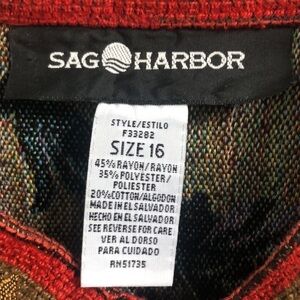 SAG HARBOR
STYLE/ESTILO
F33282
SIZE 16
45% RAYON/RAYON
35% POLYESTER/
POLIESTER
20% COTTON/ALGODON
MADE IN EL SALVADOR
HECHO EN EL SALVADOR
SEE REVERSE FOR CARE
VER AL DORSO
PARA CUIDADO
RN51735